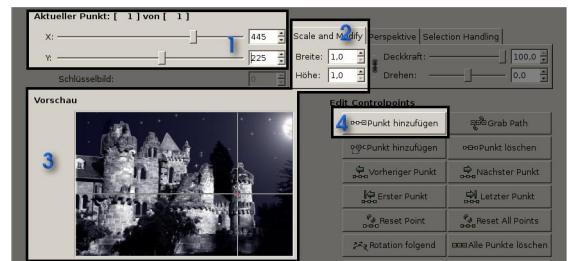 Aktueller Punkt: [ 1 ] von [ 1 ]
X: 445
1
Y: 225
Schlüsselbild: 0
Scale and Modify Perspektive Selection Handling
2
Breite: 1,0 Deckkraft: 100,0
Höhe: 1,0 Drehen: 0,0
Vorschau
3
Edit Controlpoints
4
Punkt hinzufügen Grab Path
Punkt hinzufügen Punkt löschen
Vorheriger Punkt Nächster Punkt
Erster Punkt Letzter Punkt
Reset Point Reset All Points
Rotation folgend Alle Punkte löschen